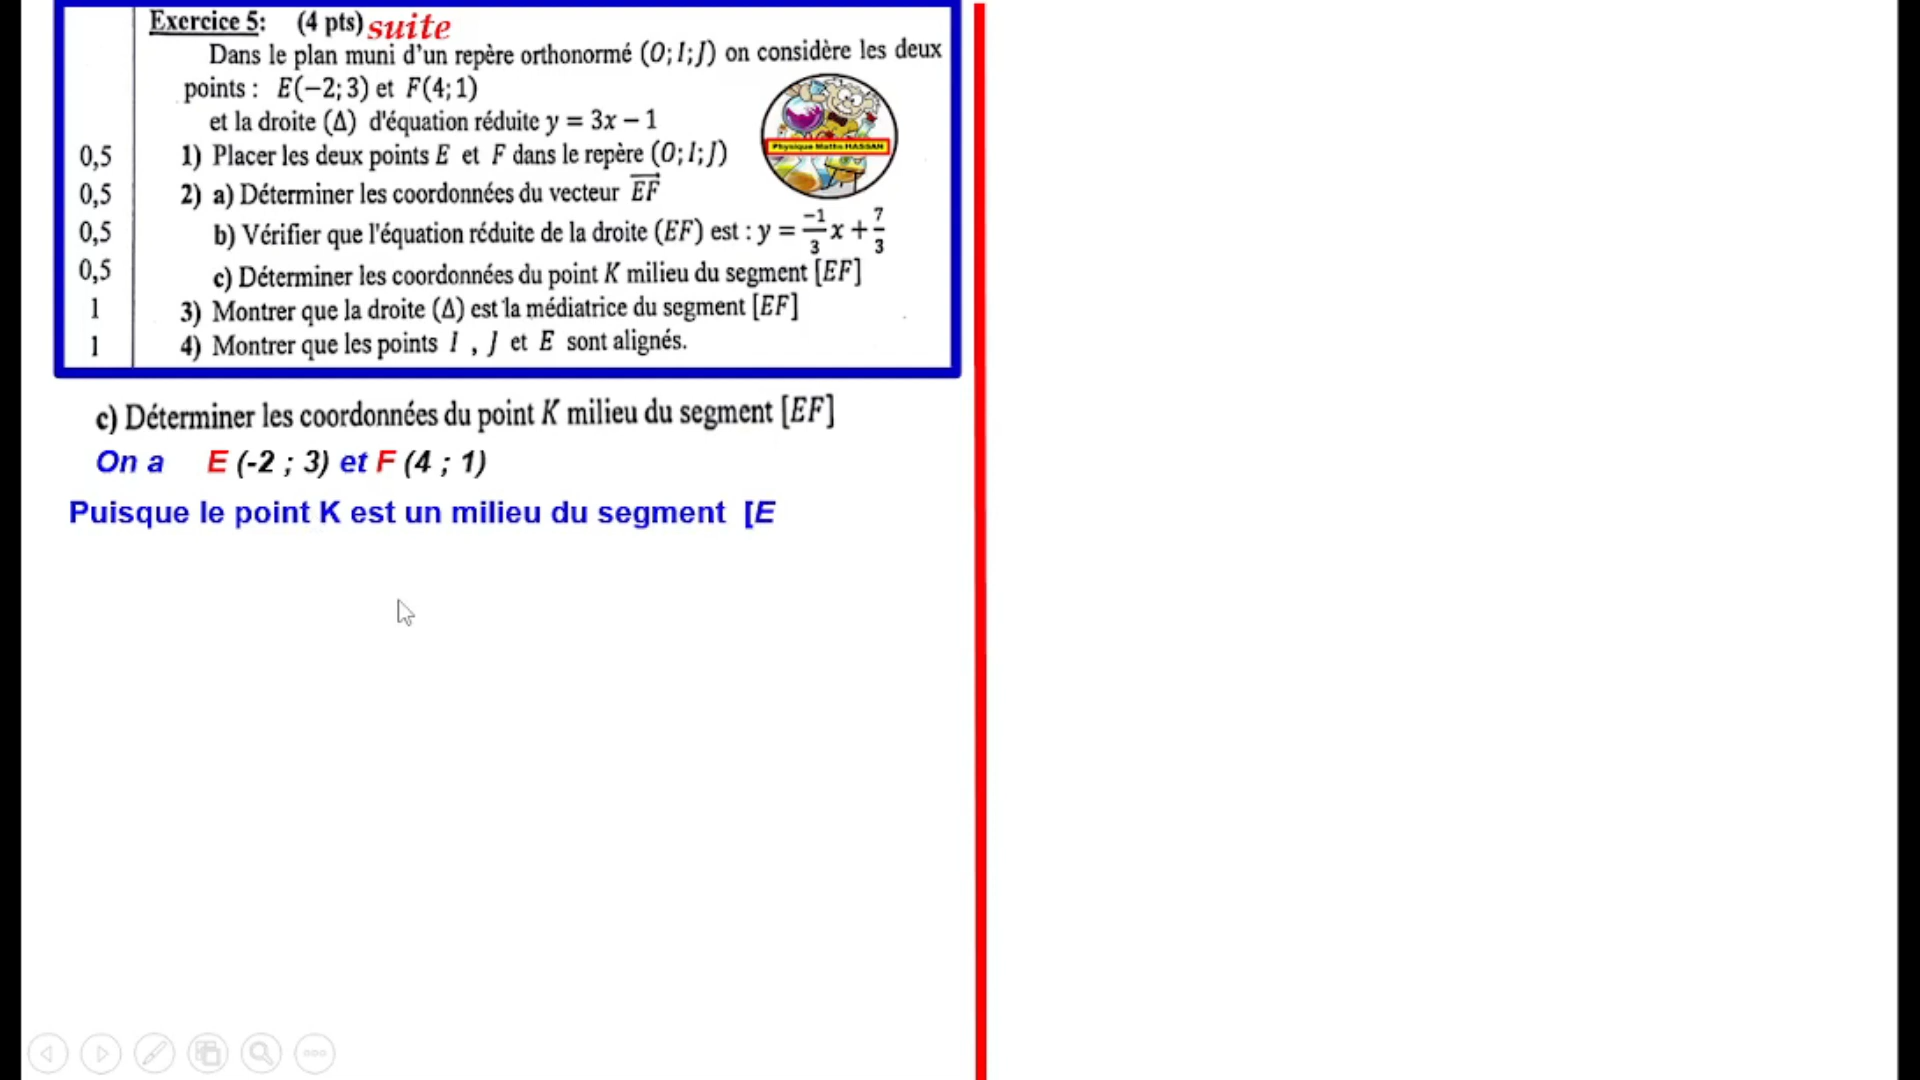 Exercice 5: (4 pts) suite
Dans le plan muni d'un repère orthonormé (O; I; J) on considère les deux
points : E(−2; 3) et F(4; 1)
et la droite (Δ) d'équation réduite y = 3x − 1
0,5 1) Placer les deux points E et F dans le repère (O; I; J)
Physique Maths HASSAN
0,5 2) a) Déterminer les coordonnées du vecteur \overrightarrow{EF}
0,5 b) Vérifier que l'équation réduite de la droite (EF) est : y = \frac{-1}{3}x + \frac{7}{3}
0,5 c) Déterminer les coordonnées du point K milieu du segment [EF]
1 3) Montrer que la droite (Δ) est la médiatrice du segment [EF]
1 4) Montrer que les points I , J et E sont alignés.
c) Déterminer les coordonnées du point K milieu du segment [EF]
On a E (-2 ; 3) et F (4 ; 1)
Puisque le point K est un milieu du segment [E